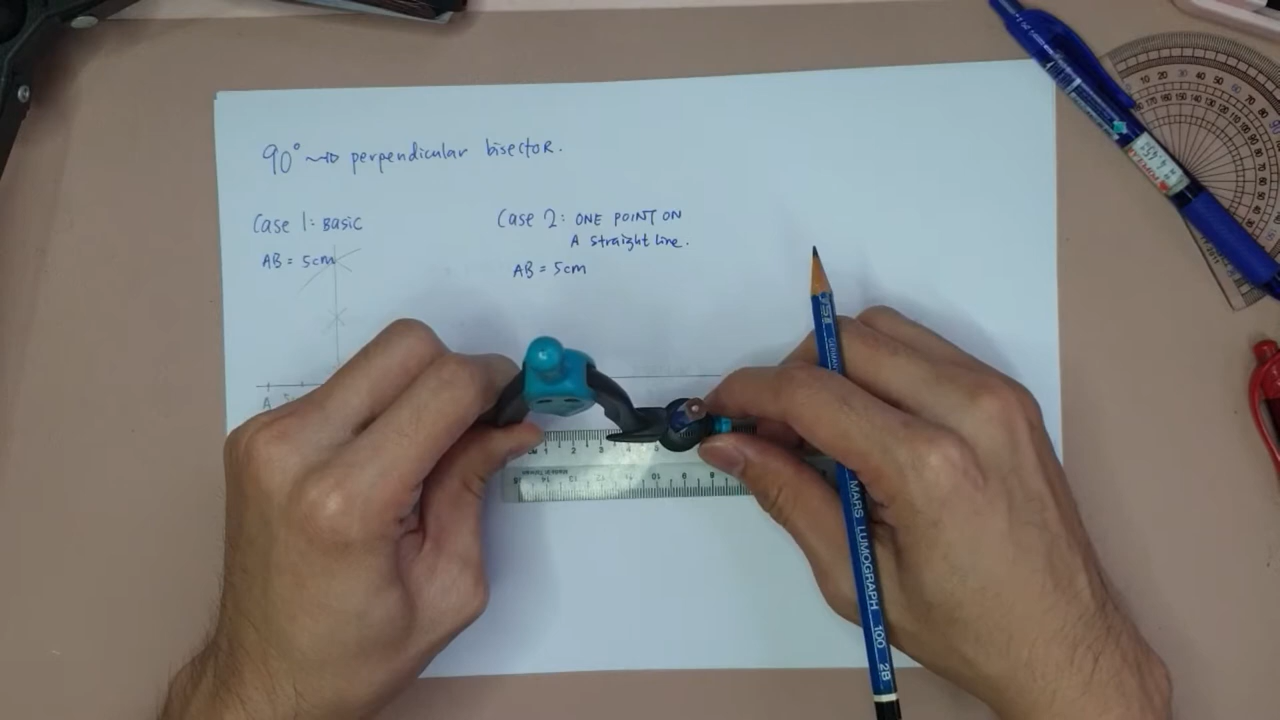 90° ~→ perpendicular bisector.
Case 1: BASIC
AB = 5cm
Case 2: ONE POINT ON
A straight line.
AB = 5cm
A
MARS LUMOGRAPH 100 2B